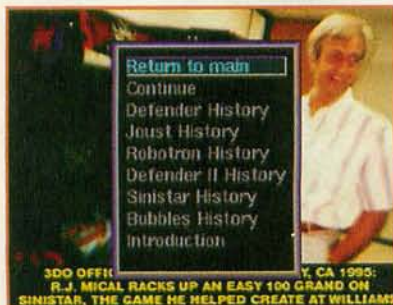 Return to main
Continue
Defender History
Joust History
Robotron History
Defender II History
Sinistar History
Bubbles History
Introduction
3DO OFFIC Y, CA 1995:
R.J. MICAL RACKS UP AN EASY 100 GRAND ON
SINISTAR, THE GAME HE HELPED CREATE AT WILLIAMS